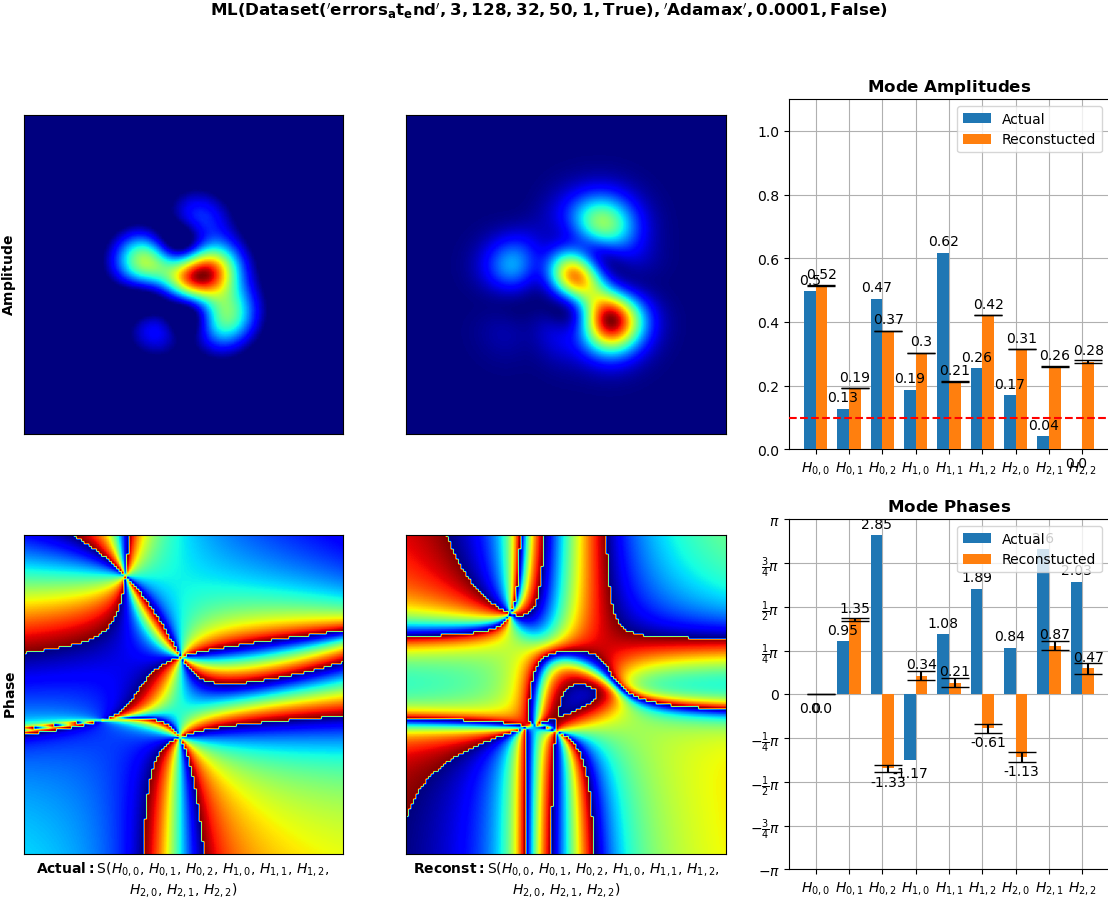 ML(Dataset('errors_at_end', 3, 128, 32, 50, 1, True), 'Adamax', 0.0001, False)
Amplitude
Mode Amplitudes
Actual
Reconstucted
1.0
0.8
0.6
0.4
0.2
0.0
0.5 0.52
0.13 0.19
0.47 0.37
0.19 0.3
0.62 0.21
0.26 0.42
0.17 0.31
0.04 0.26
0.0 0.28
H0,0 H0,1 H0,2 H1,0 H1,1 H1,2 H2,0 H2,1 H2,2
Phase
Actual: S(H0,0, H0,1, H0,2, H1,0, H1,1, H1,2,
H2,0, H2,1, H2,2)
Reconst: S(H0,0, H0,1, H0,2, H1,0, H1,1, H1,2,
H2,0, H2,1, H2,2)
Mode Phases
Actual
Reconstucted
π
3/4π
1/2π
1/4π
0
−1/4π
−1/2π
−3/4π
−π
0.0 0.0
0.95 1.35
2.85 -1.33
-1.17 0.34
1.08 0.21
1.89 -0.61
0.84 -1.13
0.87
2.03 0.47
H0,0 H0,1 H0,2 H1,0 H1,1 H1,2 H2,0 H2,1 H2,2